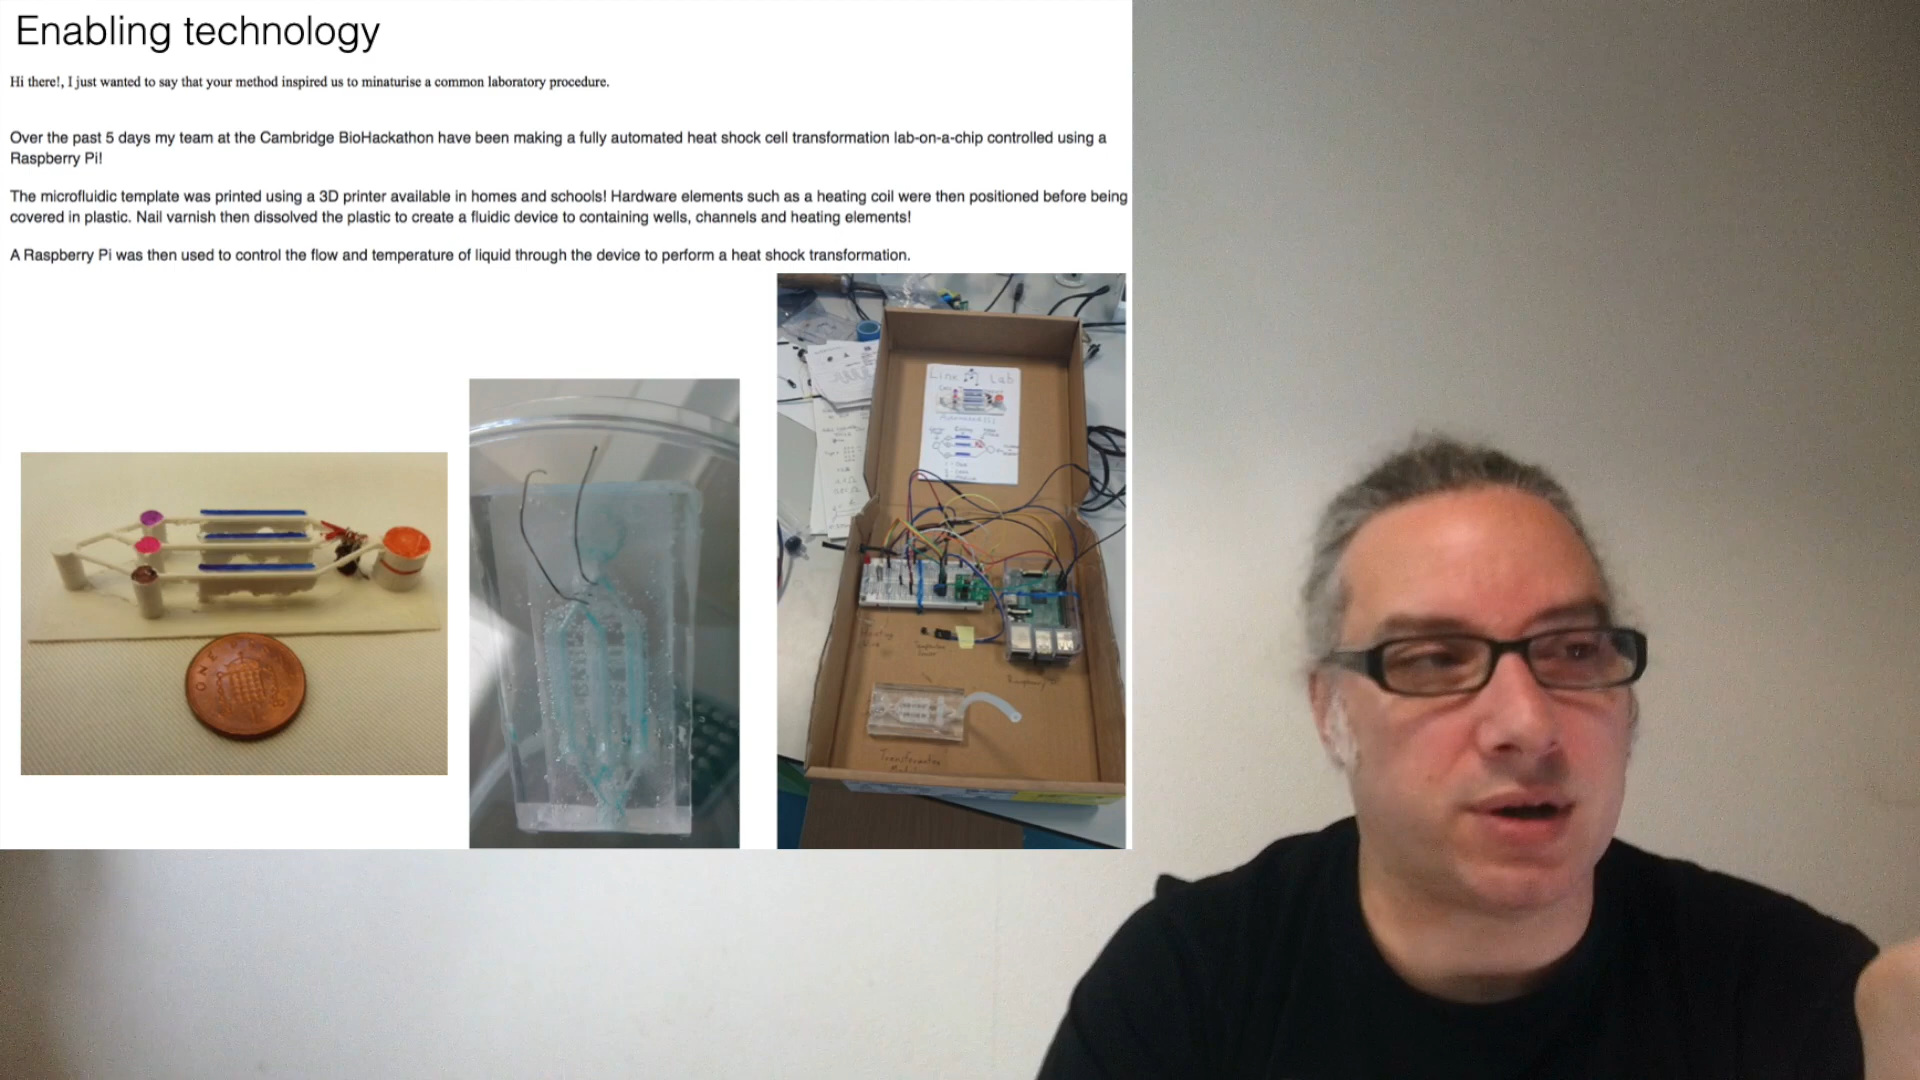 Enabling technology
Hi there!, I just wanted to say that your method inspired us to minaturise a common laboratory procedure.
Over the past 5 days my team at the Cambridge BioHackathon have been making a fully automated heat shock cell transformation lab-on-a-chip controlled using a
Raspberry Pi!
The microfluidic template was printed using a 3D printer available in homes and schools! Hardware elements such as a heating coil were then positioned before being
covered in plastic. Nail varnish then dissolved the plastic to create a fluidic device to containing wells, channels and heating elements!
A Raspberry Pi was then used to control the flow and temperature of liquid through the device to perform a heat shock transformation.
Lab
ONE